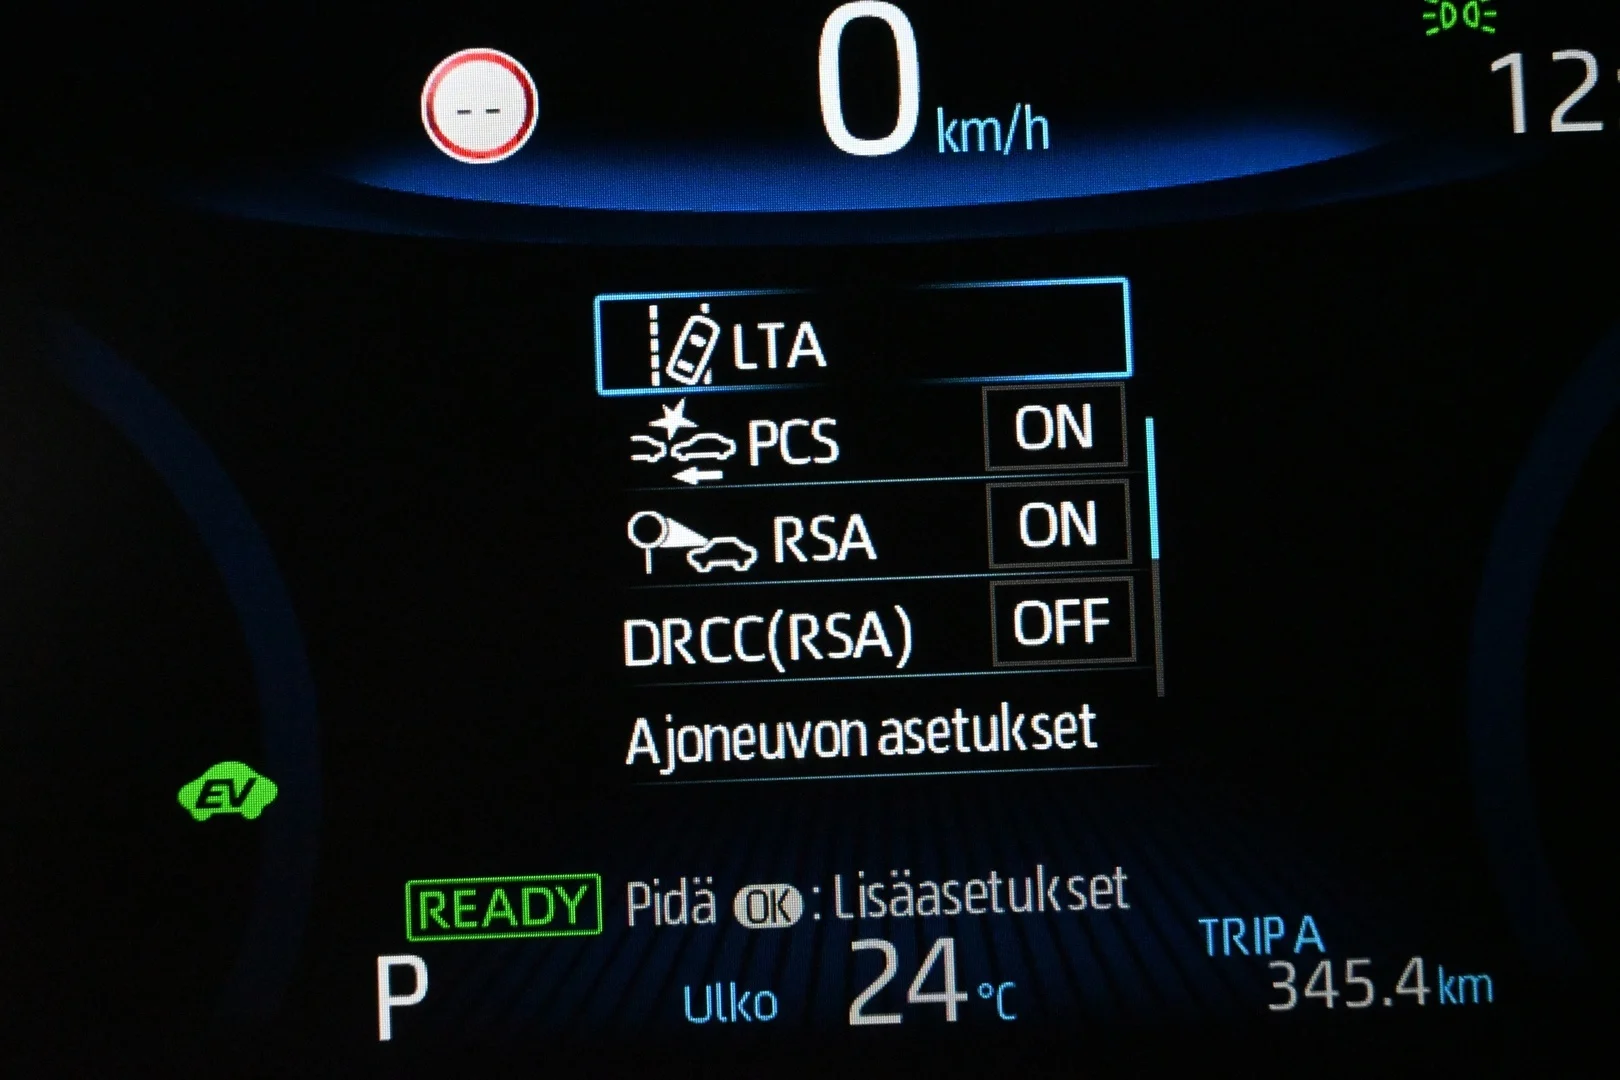 0 km/h
12
- -
LTA
PCS ON
RSA ON
DRCC(RSA) OFF
Ajoneuvon asetukset
EV
READY Pidä OK : Lisäasetukset
P Ulko 24 °C
TRIP A
345.4 km